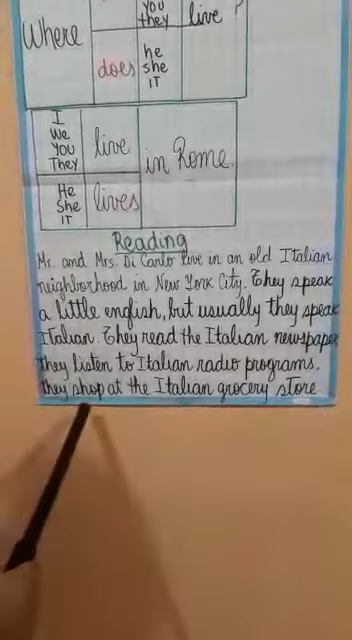 you
they
live ?
Where
does
he
she
IT
I
We
You
They
live
in Rome
He
She
IT
lives
Reading
Mr. and Mrs. Di Carlo live in an old Italian
neighborhood in New York City. They speak
a little english, but usually they speak
Italian. They read the Italian newspaper
they listen to Italian radio programs.
they shop at the Italian grocery store.